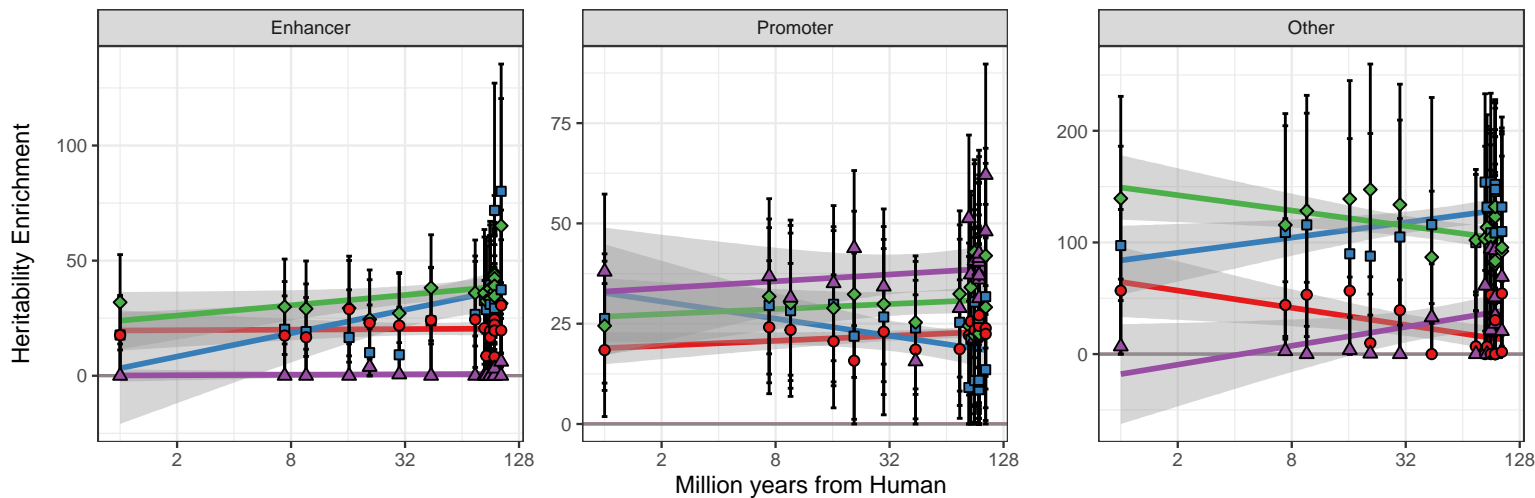 Enhancer Promoter Other
Heritability Enrichment
100
50
0
75
50
25
0
200
100
0
2 8 32 128 2 8 32 128 2 8 32 128
Million years from Human